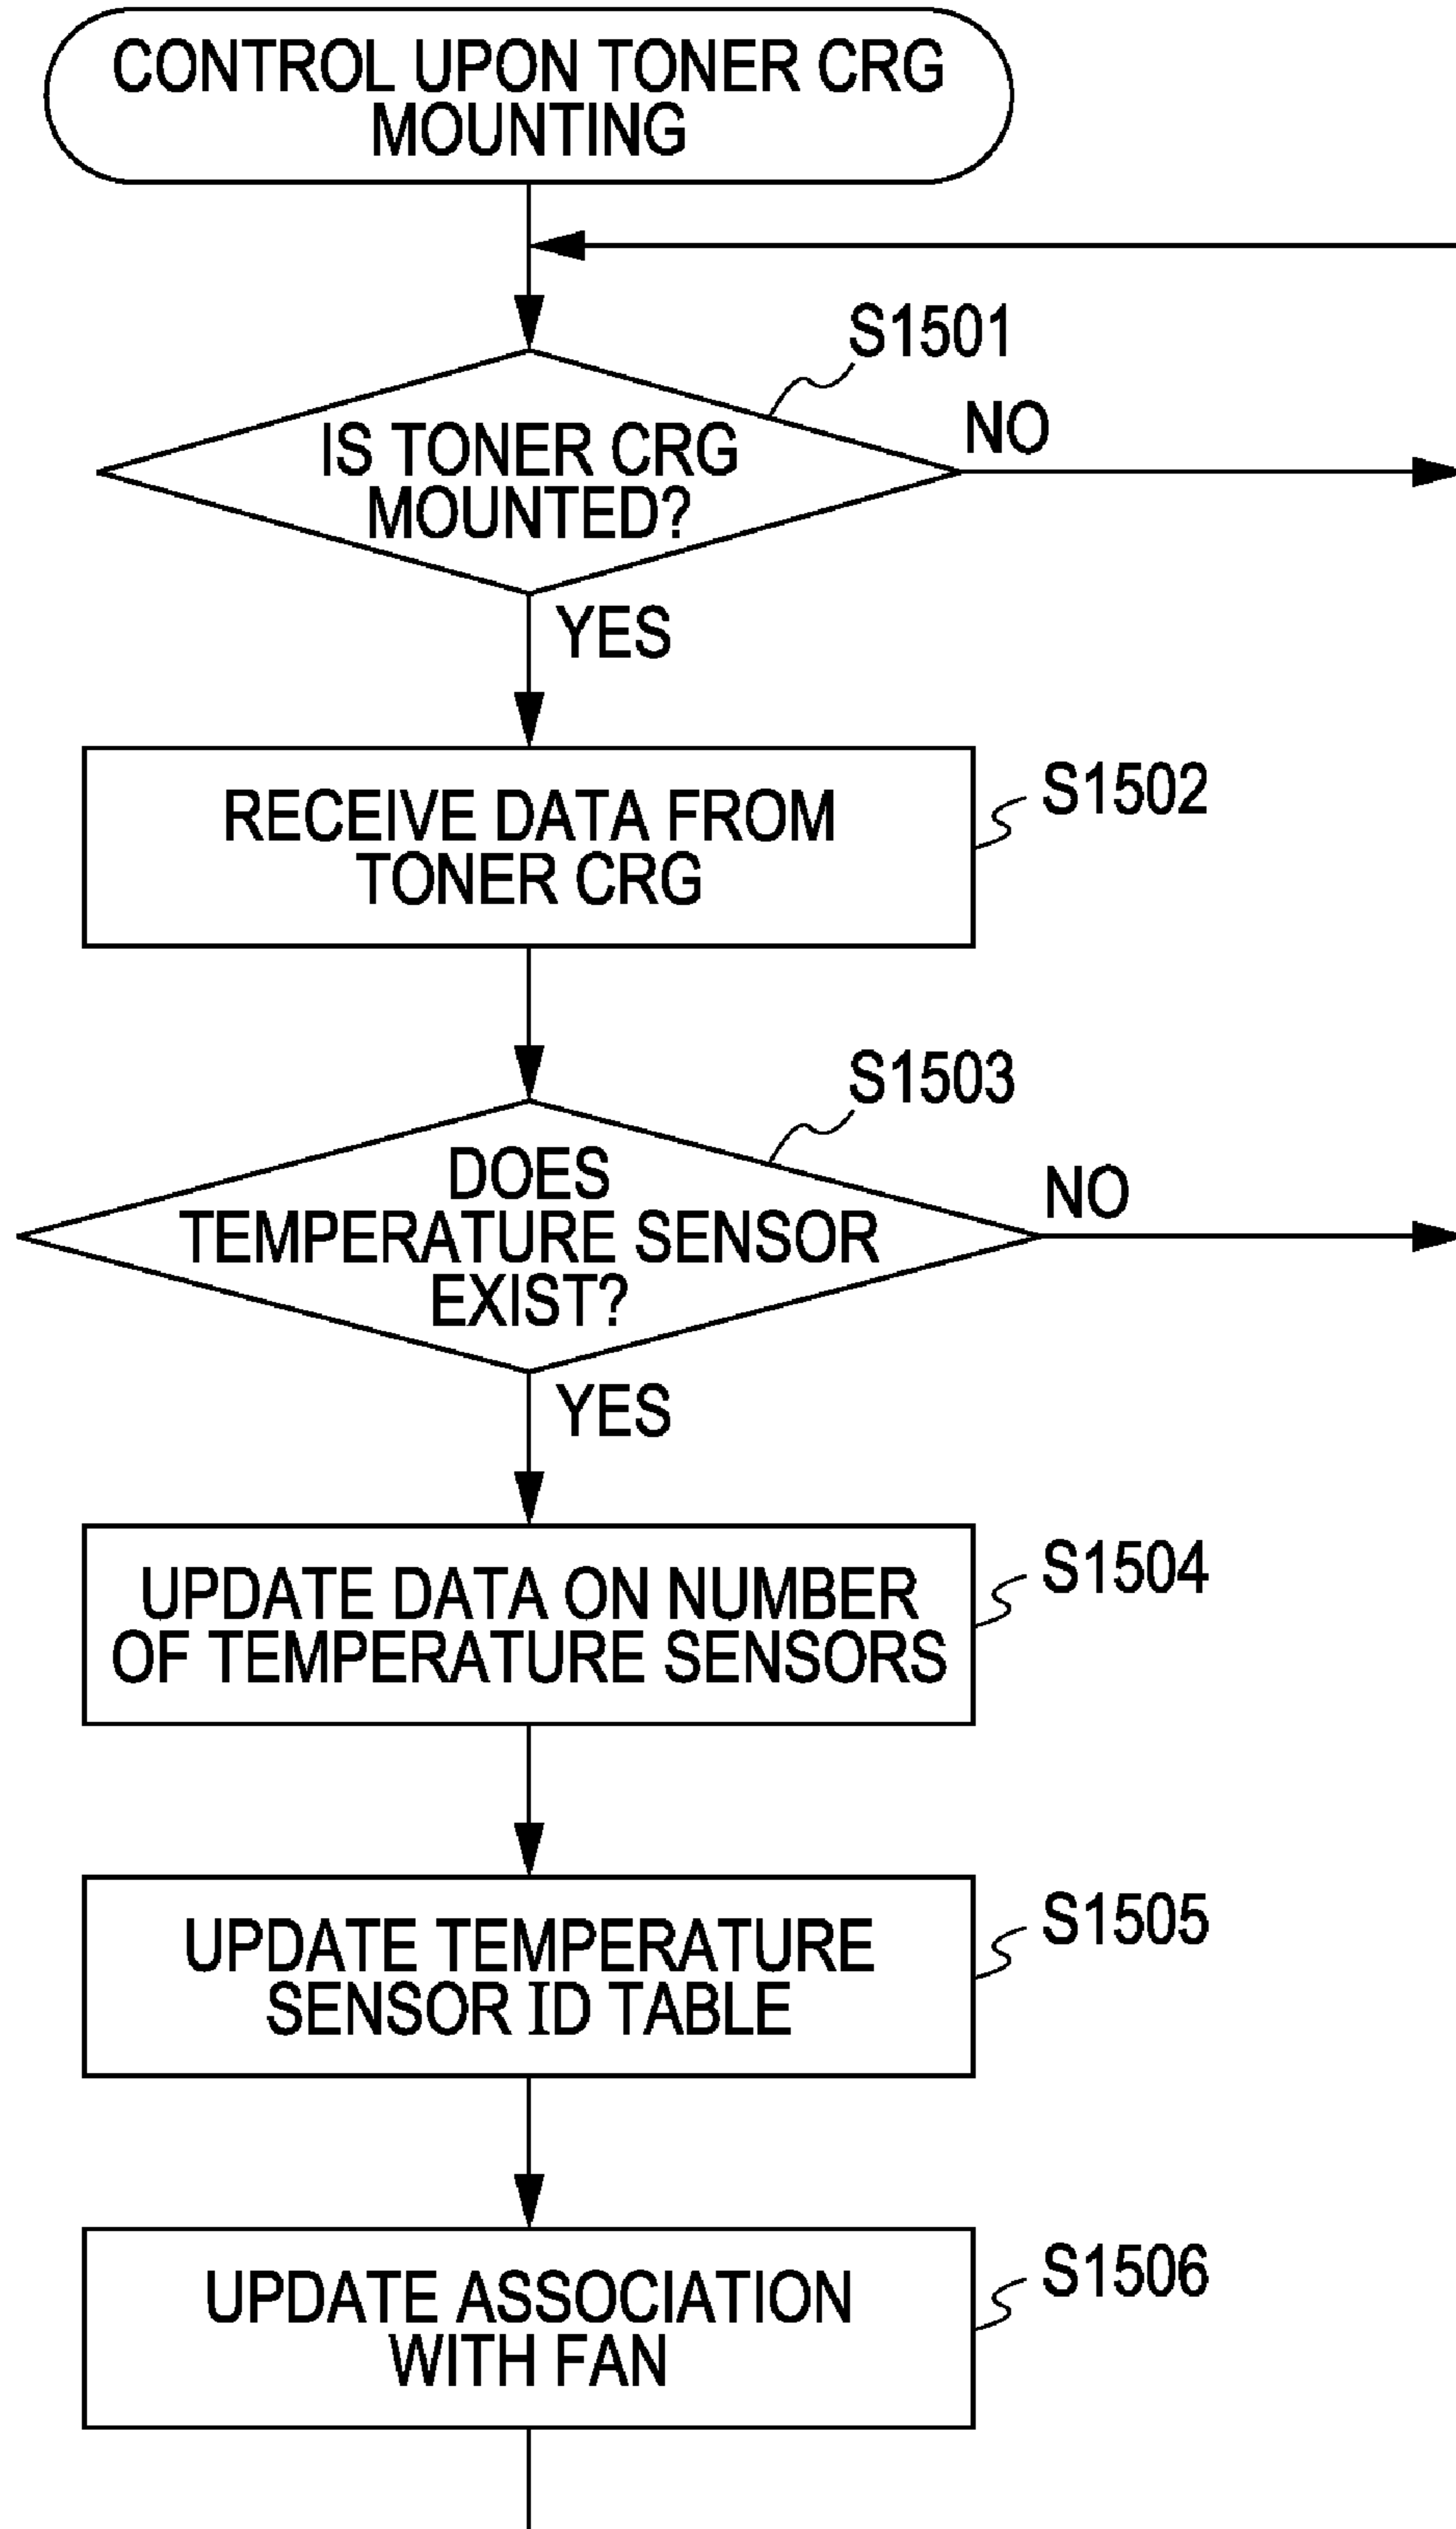 CONTROL UPON TONER CRG
MOUNTING
S1501
IS TONER CRG
MOUNTED?
NO
YES
RECEIVE DATA FROM
TONER CRG
S1502
S1503
DOES
TEMPERATURE SENSOR
EXIST?
NO
YES
UPDATE DATA ON NUMBER
OF TEMPERATURE SENSORS
S1504
UPDATE TEMPERATURE
SENSOR ID TABLE
S1505
UPDATE ASSOCIATION
WITH FAN
S1506